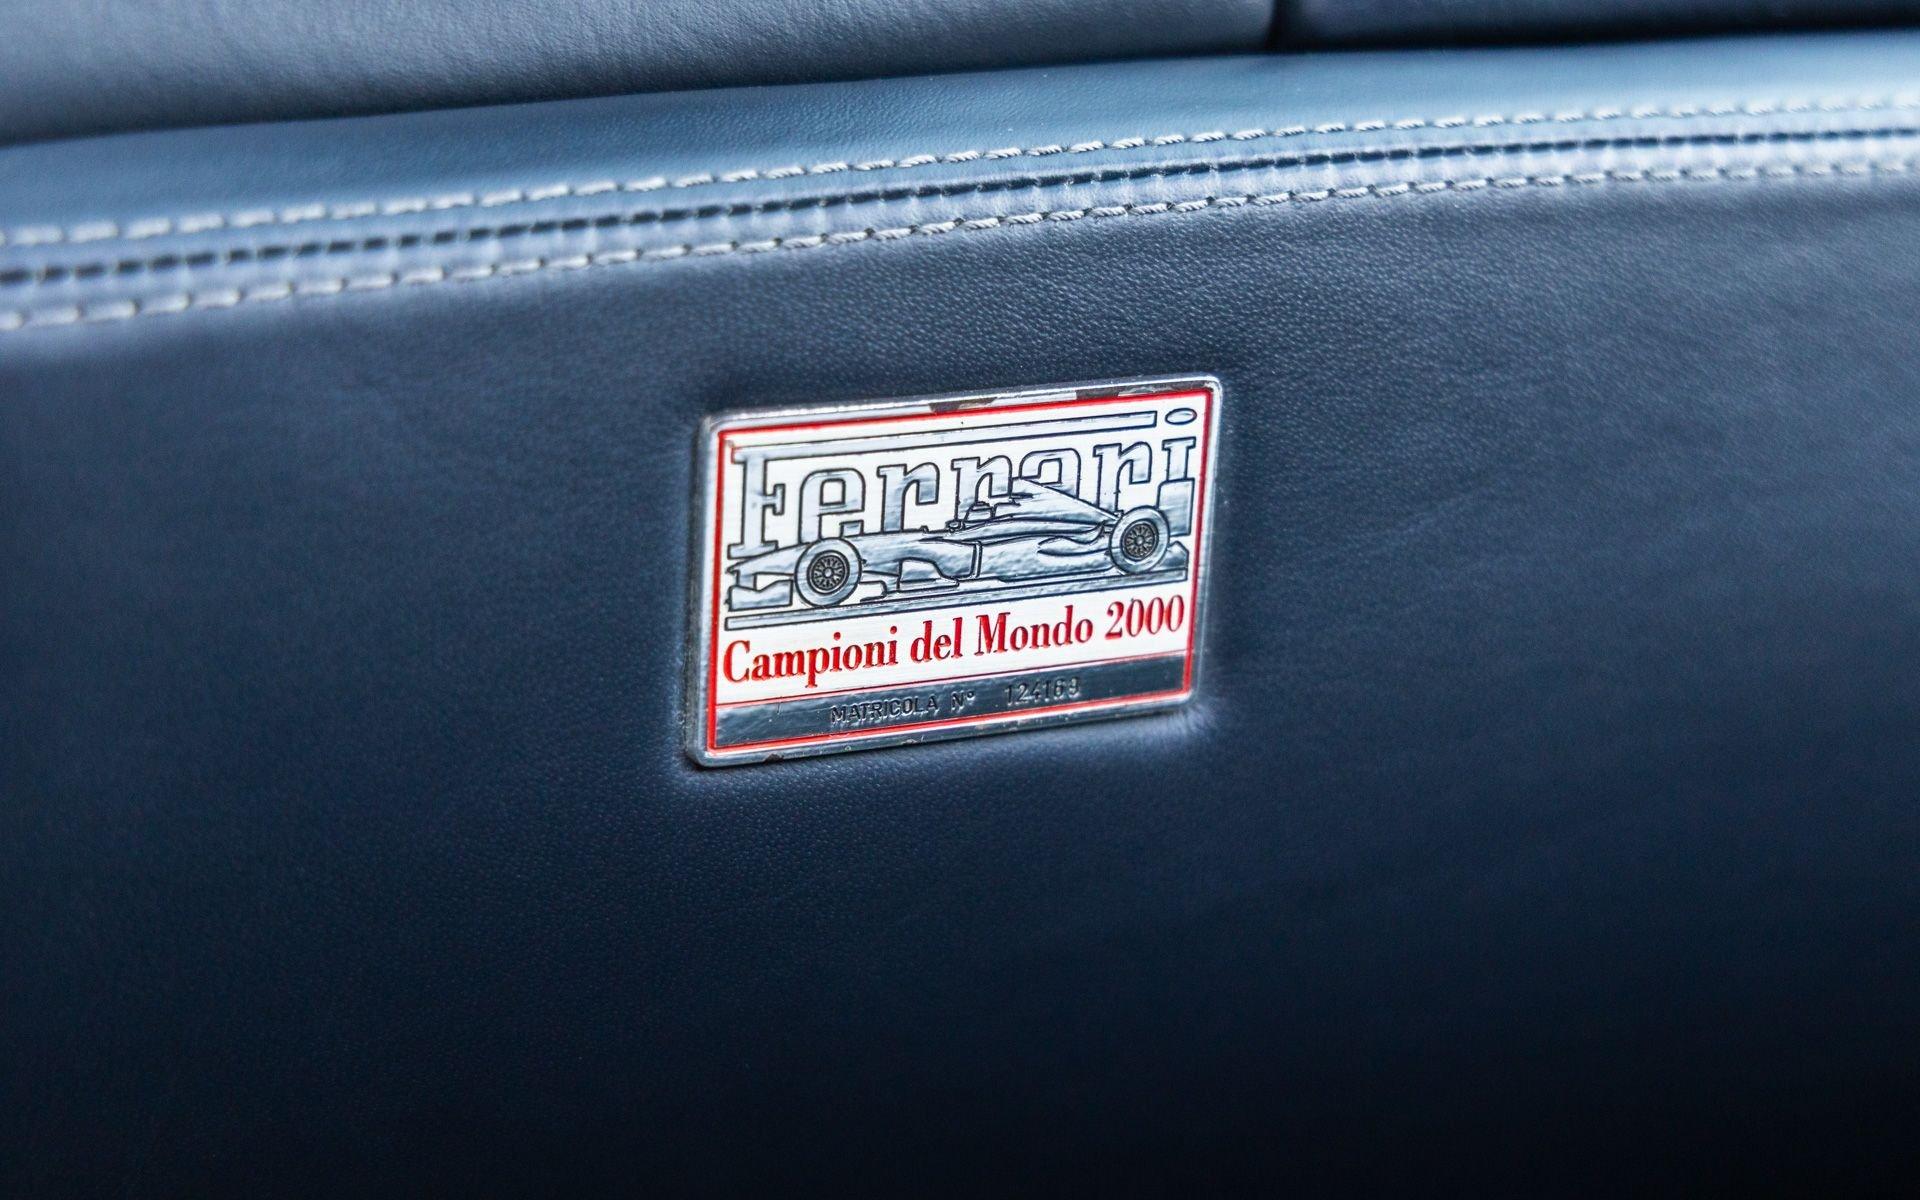 Ferrari
Campioni del Mondo 2000
MATRICOLA N° 124169